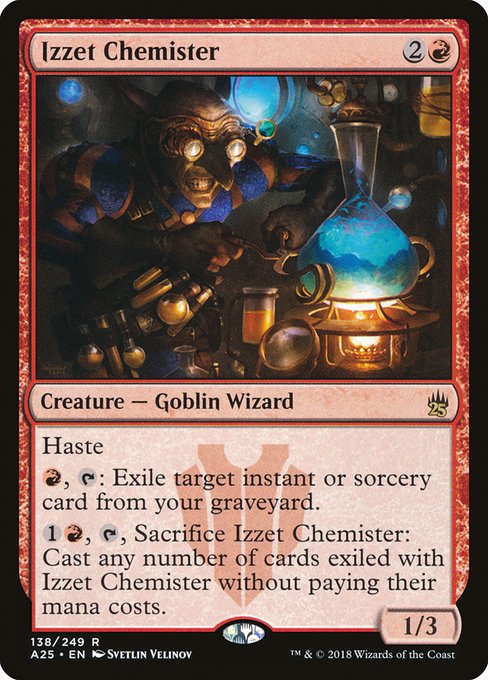 Izzet Chemister 2
Creature — Goblin Wizard
25
Haste
, : Exile target instant or sorcery
card from your graveyard.
1 , , Sacrifice Izzet Chemister:
Cast any number of cards exiled with
Izzet Chemister without paying their
mana costs.
1/3
138/249 R
A25 • EN Svetlin Velinov
™ & © 2018 Wizards of the Coast